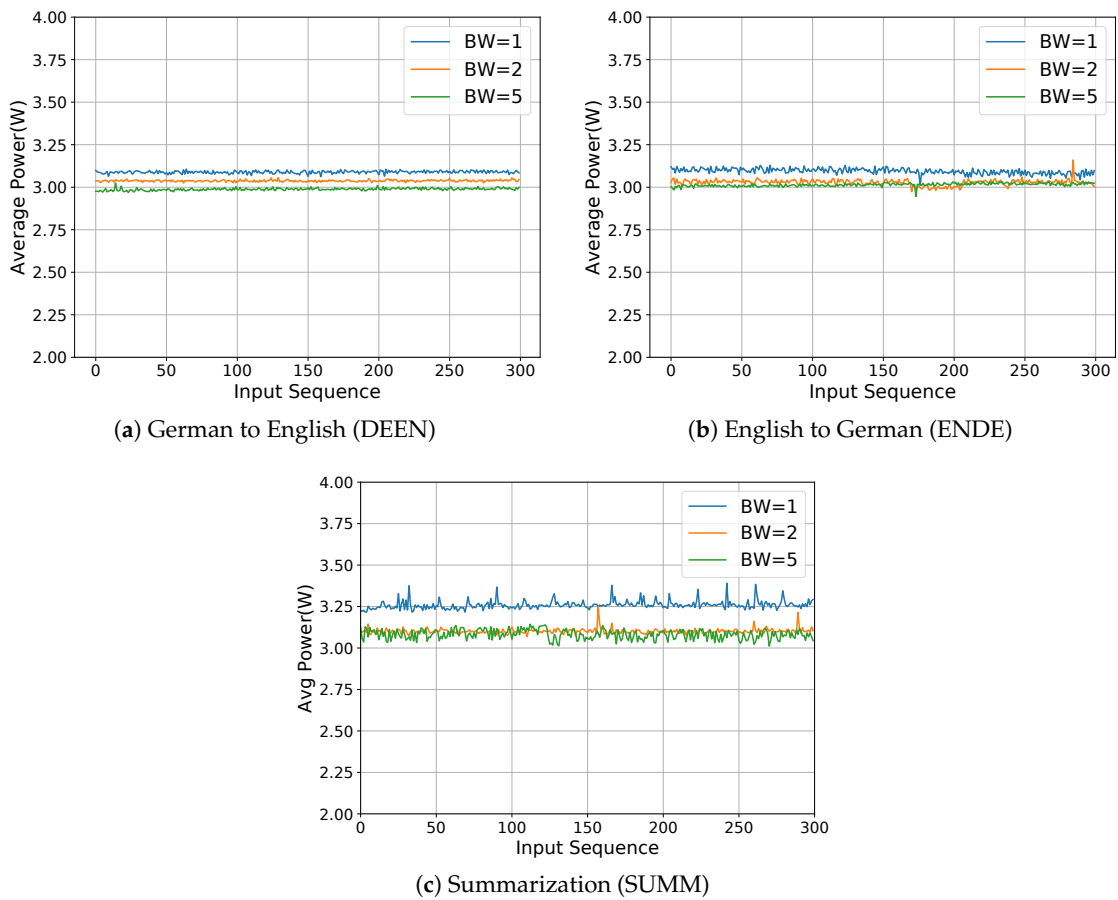 4.00
3.75
3.50
3.25
3.00
2.75
2.50
2.25
2.00
Average Power(W)
BW=1
BW=2
BW=5
0 50 100 150 200 250 300
Input Sequence
(a) German to English (DEEN)
4.00
3.75
3.50
3.25
3.00
2.75
2.50
2.25
2.00
Average Power(W)
BW=1
BW=2
BW=5
0 50 100 150 200 250 300
Input Sequence
(b) English to German (ENDE)
4.00
3.75
3.50
3.25
3.00
2.75
2.50
2.25
2.00
Avg Power(W)
BW=1
BW=2
BW=5
0 50 100 150 200 250 300
Input Sequence
(c) Summarization (SUMM)